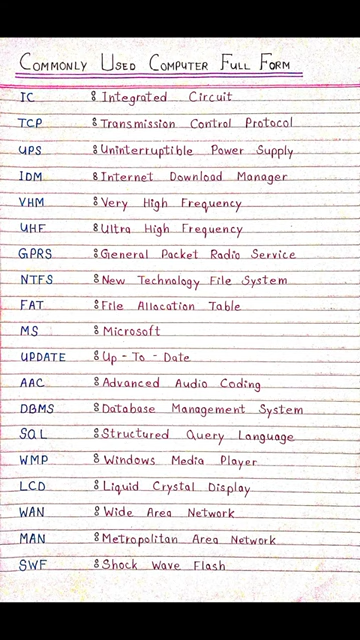 COMMONLY USED COMPUTER FULL FORM
IC : Integrated Circuit
TCP : Transmission Control Protocol
UPS : Uninterruptible Power Supply
IDM : Internet Download Manager
VHM : Very High Frequency
UHF : Ultra High Frequency
GPRS : General Packet Radio Service
NTFS : New Technology File System
FAT : File Allocation Table
MS : Microsoft
UPDATE : Up - To - Date
AAC : Advanced Audio Coding
DBMS : Database Management System
SQL : Structured Query Language
WMP : Windows Media Player
LCD : Liquid Crystal Display
WAN : Wide Area Network
MAN : Metropolitan Area Network
SWF : Shock Wave Flash